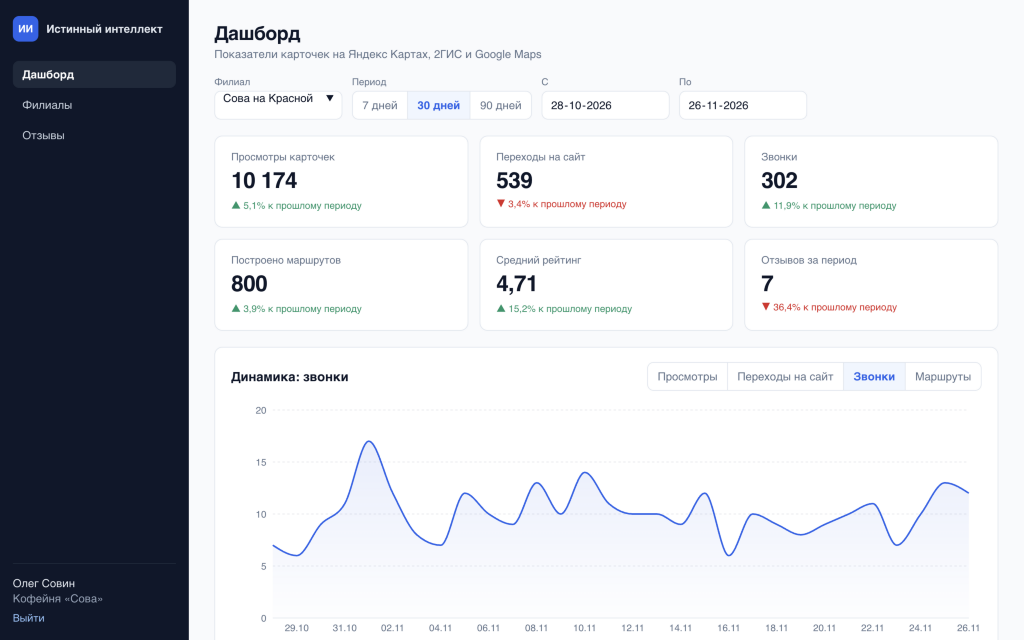 ИИ Истинный интеллект
Дашборд
Филиалы
Отзывы
Олег Совин
Кофейня «Сова»
Выйти
Дашборд
Показатели карточек на Яндекс Картах, 2ГИС и Google Maps
Филиал Период С По
Сова на Красной ▼ 7 дней 30 дней 90 дней 28-10-2026 26-11-2026
Просмотры карточек
10 174
▲ 5,1% к прошлому периоду
Переходы на сайт
539
▼ 3,4% к прошлому периоду
Звонки
302
▲ 11,9% к прошлому периоду
Построено маршрутов
800
▲ 3,9% к прошлому периоду
Средний рейтинг
4,71
▲ 15,2% к прошлому периоду
Отзывов за период
7
▼ 36,4% к прошлому периоду
Динамика: звонки
Просмотры Переходы на сайт Звонки Маршруты
20
15
10
5
0
29.10 31.10 02.11 04.11 06.11 08.11 10.11 12.11 14.11 16.11 18.11 20.11 22.11 24.11 26.11